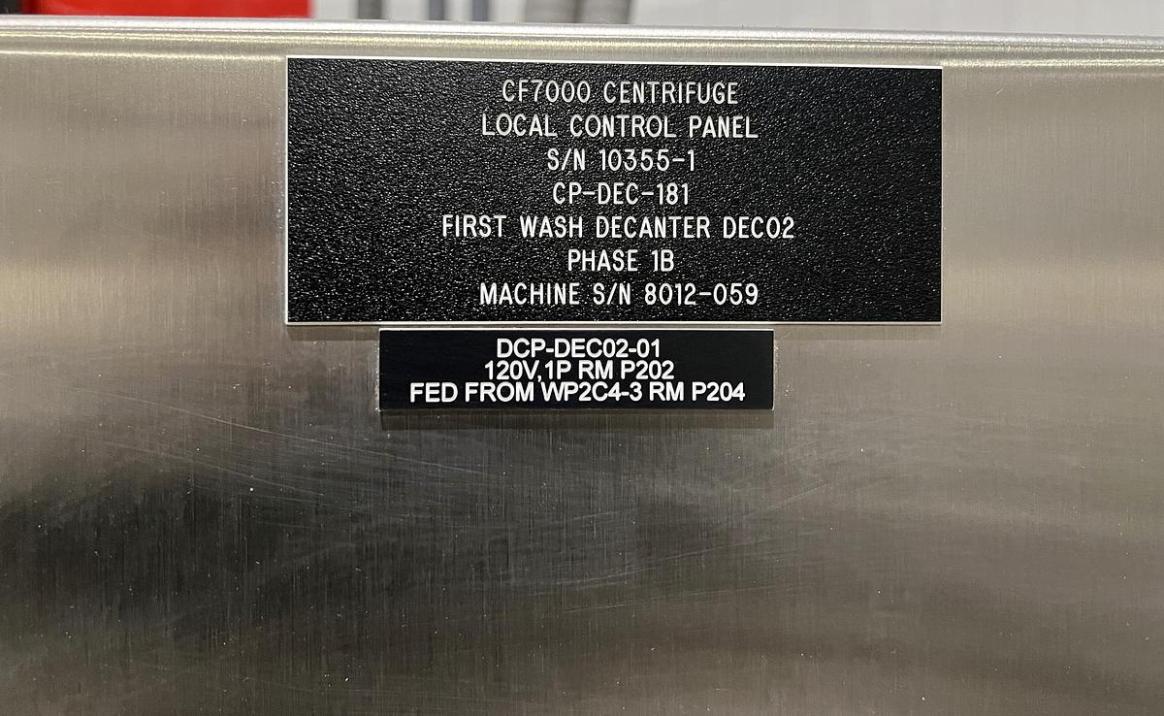 CF7000 CENTRIFUGE
LOCAL CONTROL PANEL
S/N 10355-1
CP-DEC-181
FIRST WASH DECANTER DEC02
PHASE 1B
MACHINE S/N 8012-059
DCP-DEC02-01
120V,1P RM P202
FED FROM WP2C4-3 RM P204